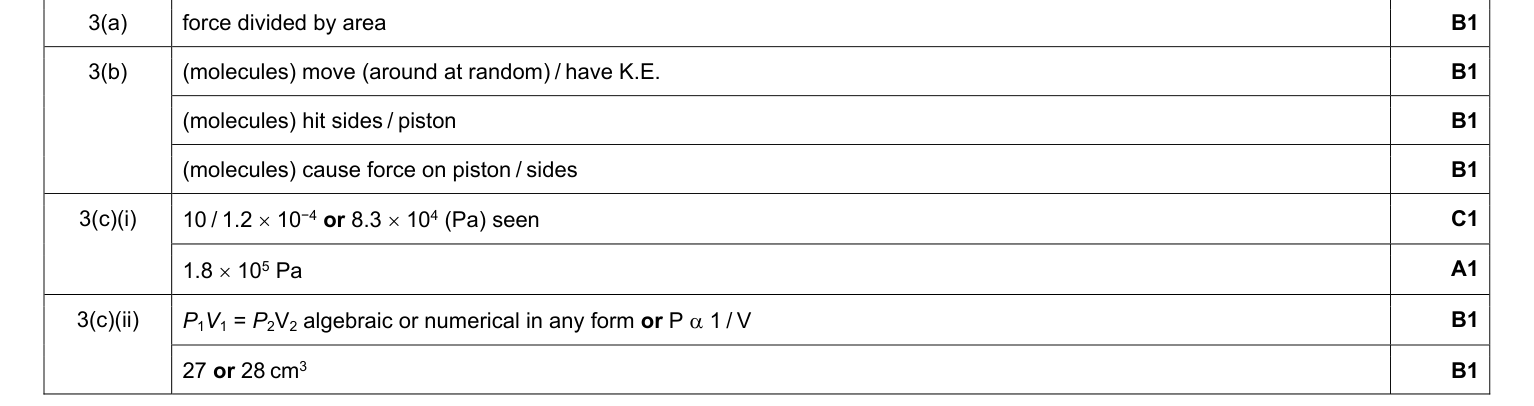 3(a) force divided by area B1
3(b) (molecules) move (around at random) / have K.E. B1
(molecules) hit sides / piston B1
(molecules) cause force on piston / sides B1
3(c)(i) 10 / 1.2 × 10⁻⁴ or 8.3 × 10⁴ (Pa) seen C1
1.8 × 10⁵ Pa A1
3(c)(ii) P₁V₁ = P₂V₂ algebraic or numerical in any form or P α 1 / V B1
27 or 28 cm³ B1